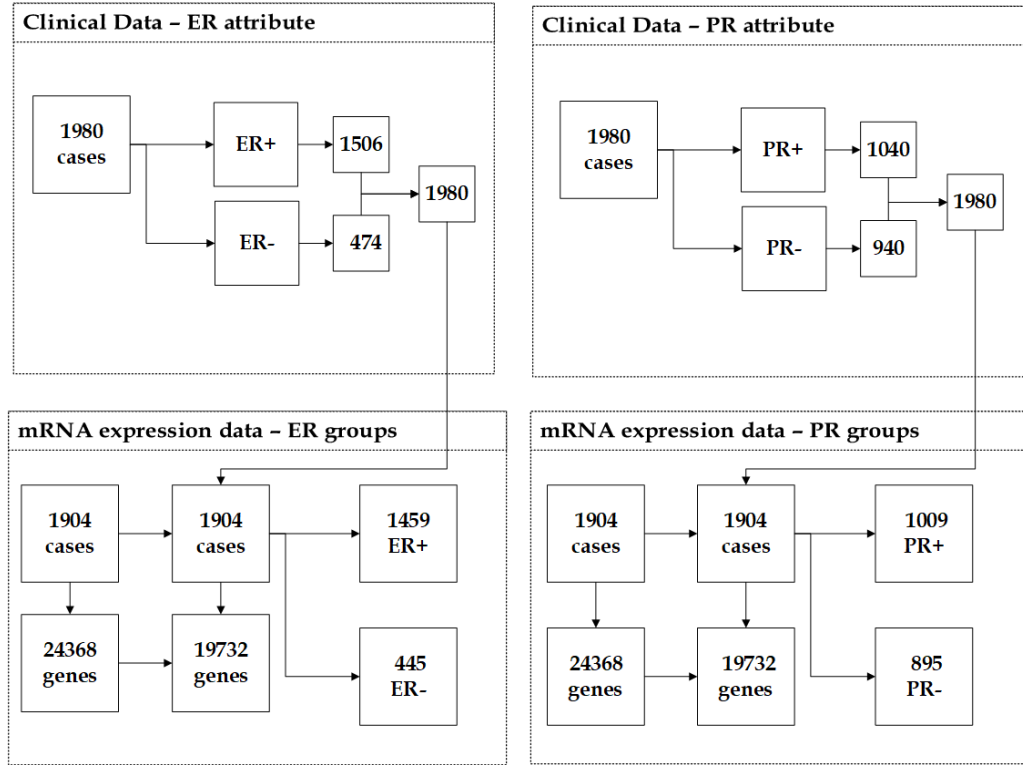 Clinical Data – ER attribute
1980
cases
ER+
1506
1980
ER-
474
Clinical Data – PR attribute
1980
cases
PR+
1040
1980
PR-
940
mRNA expression data – ER groups
1904
cases
1904
cases
1459
ER+
24368
genes
19732
genes
445
ER-
mRNA expression data – PR groups
1904
cases
1904
cases
1009
PR+
24368
genes
19732
genes
895
PR-